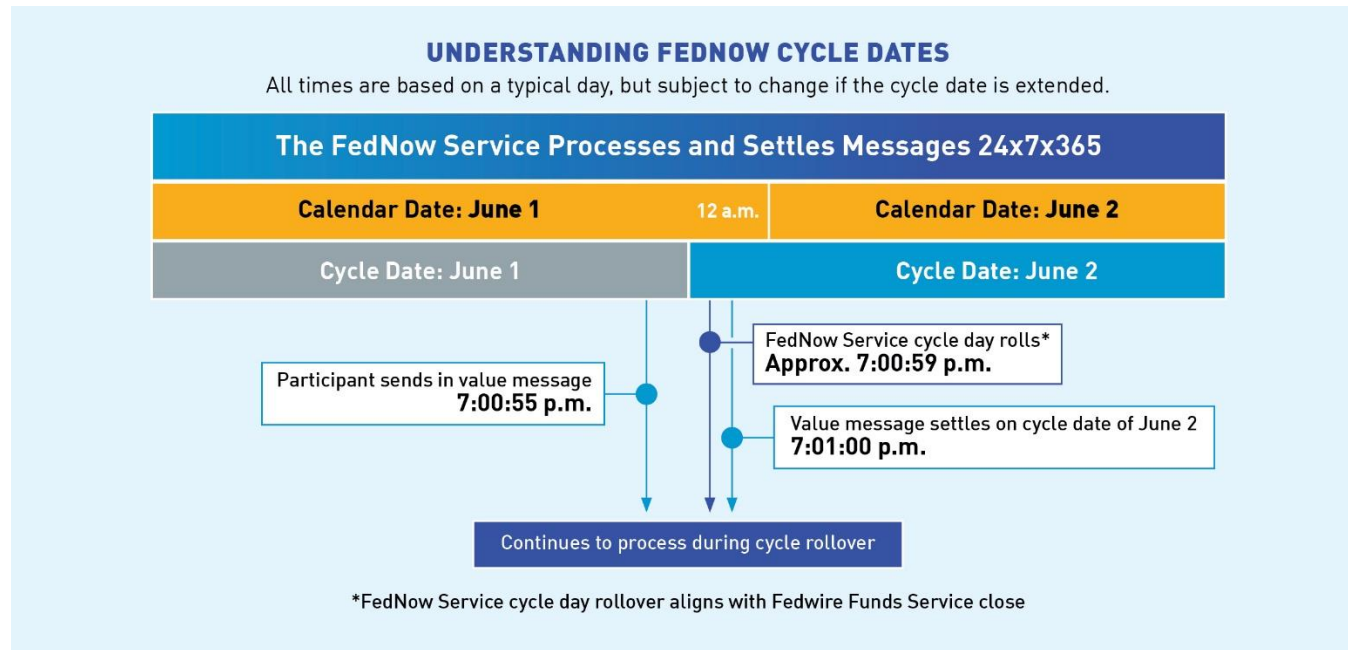 UNDERSTANDING FEDNOW CYCLE DATES
All times are based on a typical day, but subject to change if the cycle date is extended.
The FedNow Service Processes and Settles Messages 24x7x365
Calendar Date: June 1
12 a.m.
Calendar Date: June 2
Cycle Date: June 1
Cycle Date: June 2
FedNow Service cycle day rolls*
Approx. 7:00:59 p.m.
Participant sends in value message
7:00:55 p.m.
Value message settles on cycle date of June 2
7:01:00 p.m.
Continues to process during cycle rollover
*FedNow Service cycle day rollover aligns with Fedwire Funds Service close